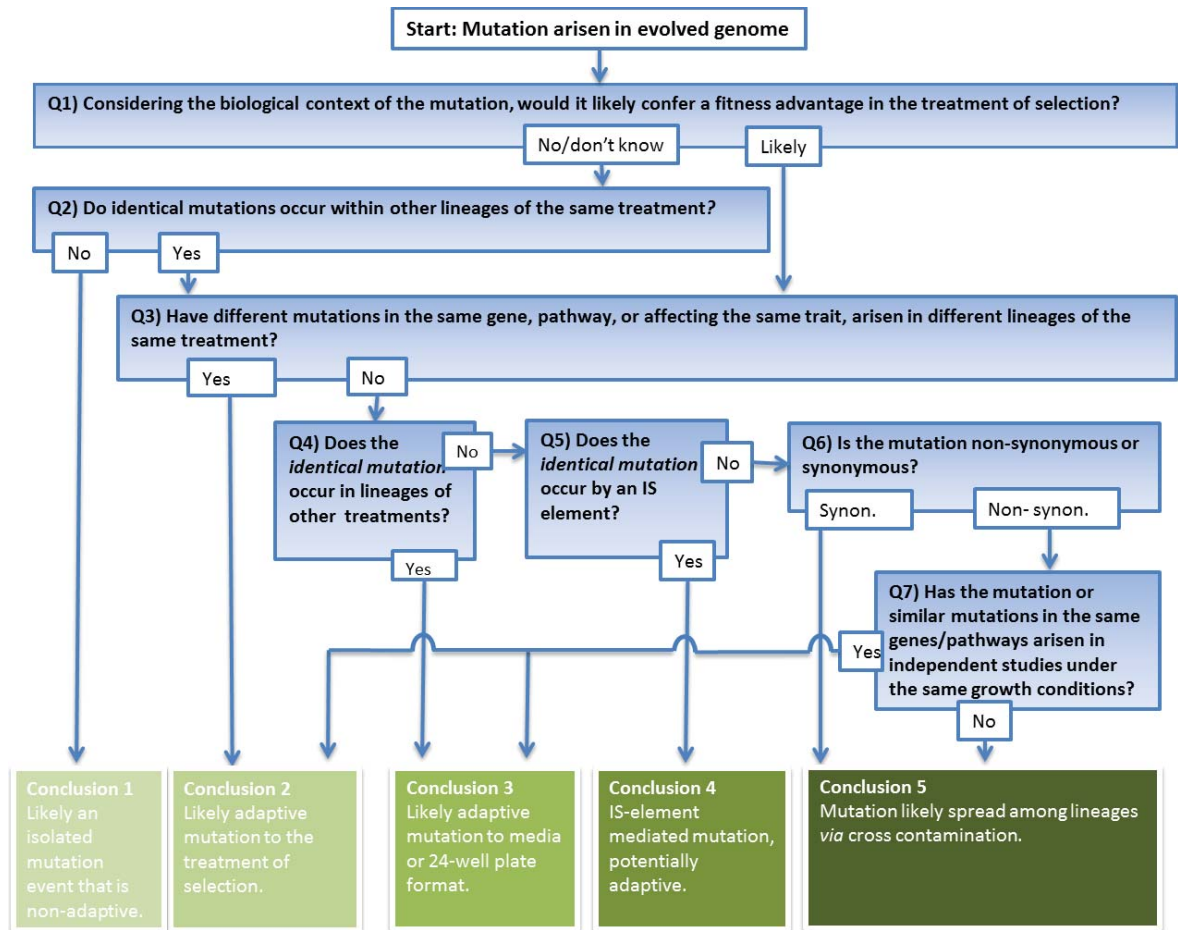 Start: Mutation arisen in evolved genome
Q1) Considering the biological context of the mutation, would it likely confer a fitness advantage in the treatment of selection?
No/don't know
Likely
Q2) Do identical mutations occur within other lineages of the same treatment?
No
Yes
Q3) Have different mutations in the same gene, pathway, or affecting the same trait, arisen in different lineages of the
same treatment?
Yes
No
Q4) Does the
identical mutation
occur in lineages of
other treatments?
No
Yes
Q5) Does the
identical mutation
occur by an IS
element?
No
Yes
Q6) Is the mutation non-synonymous or
synonymous?
Synon.
Non- synon.
Q7) Has the mutation or
similar mutations in the same
genes/pathways arisen in
independent studies under
the same growth conditions?
Yes
No
Conclusion 1
Likely an
isolated
mutation
event that is
non-adaptive.
Conclusion 2
Likely adaptive
mutation to the
treatment of
selection.
Conclusion 3
Likely adaptive
mutation to media
or 24-well plate
format.
Conclusion 4
IS-element
mediated mutation,
potentially
adaptive.
Conclusion 5
Mutation likely spread among lineages
via cross contamination.